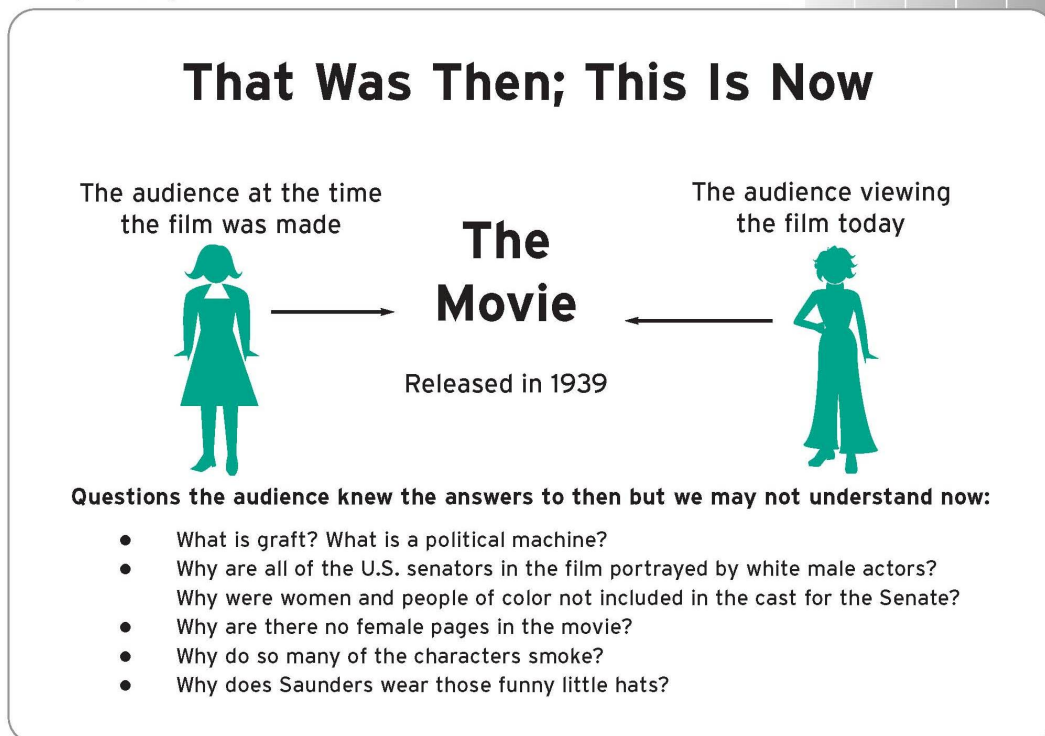 That Was Then; This Is Now
The audience at the time
the film was made
The
Movie
Released in 1939
The audience viewing
the film today
Questions the audience knew the answers to then but we may not understand now:
● What is graft? What is a political machine?
● Why are all of the U.S. senators in the film portrayed by white male actors?
Why were women and people of color not included in the cast for the Senate?
● Why are there no female pages in the movie?
● Why do so many of the characters smoke?
● Why does Saunders wear those funny little hats?